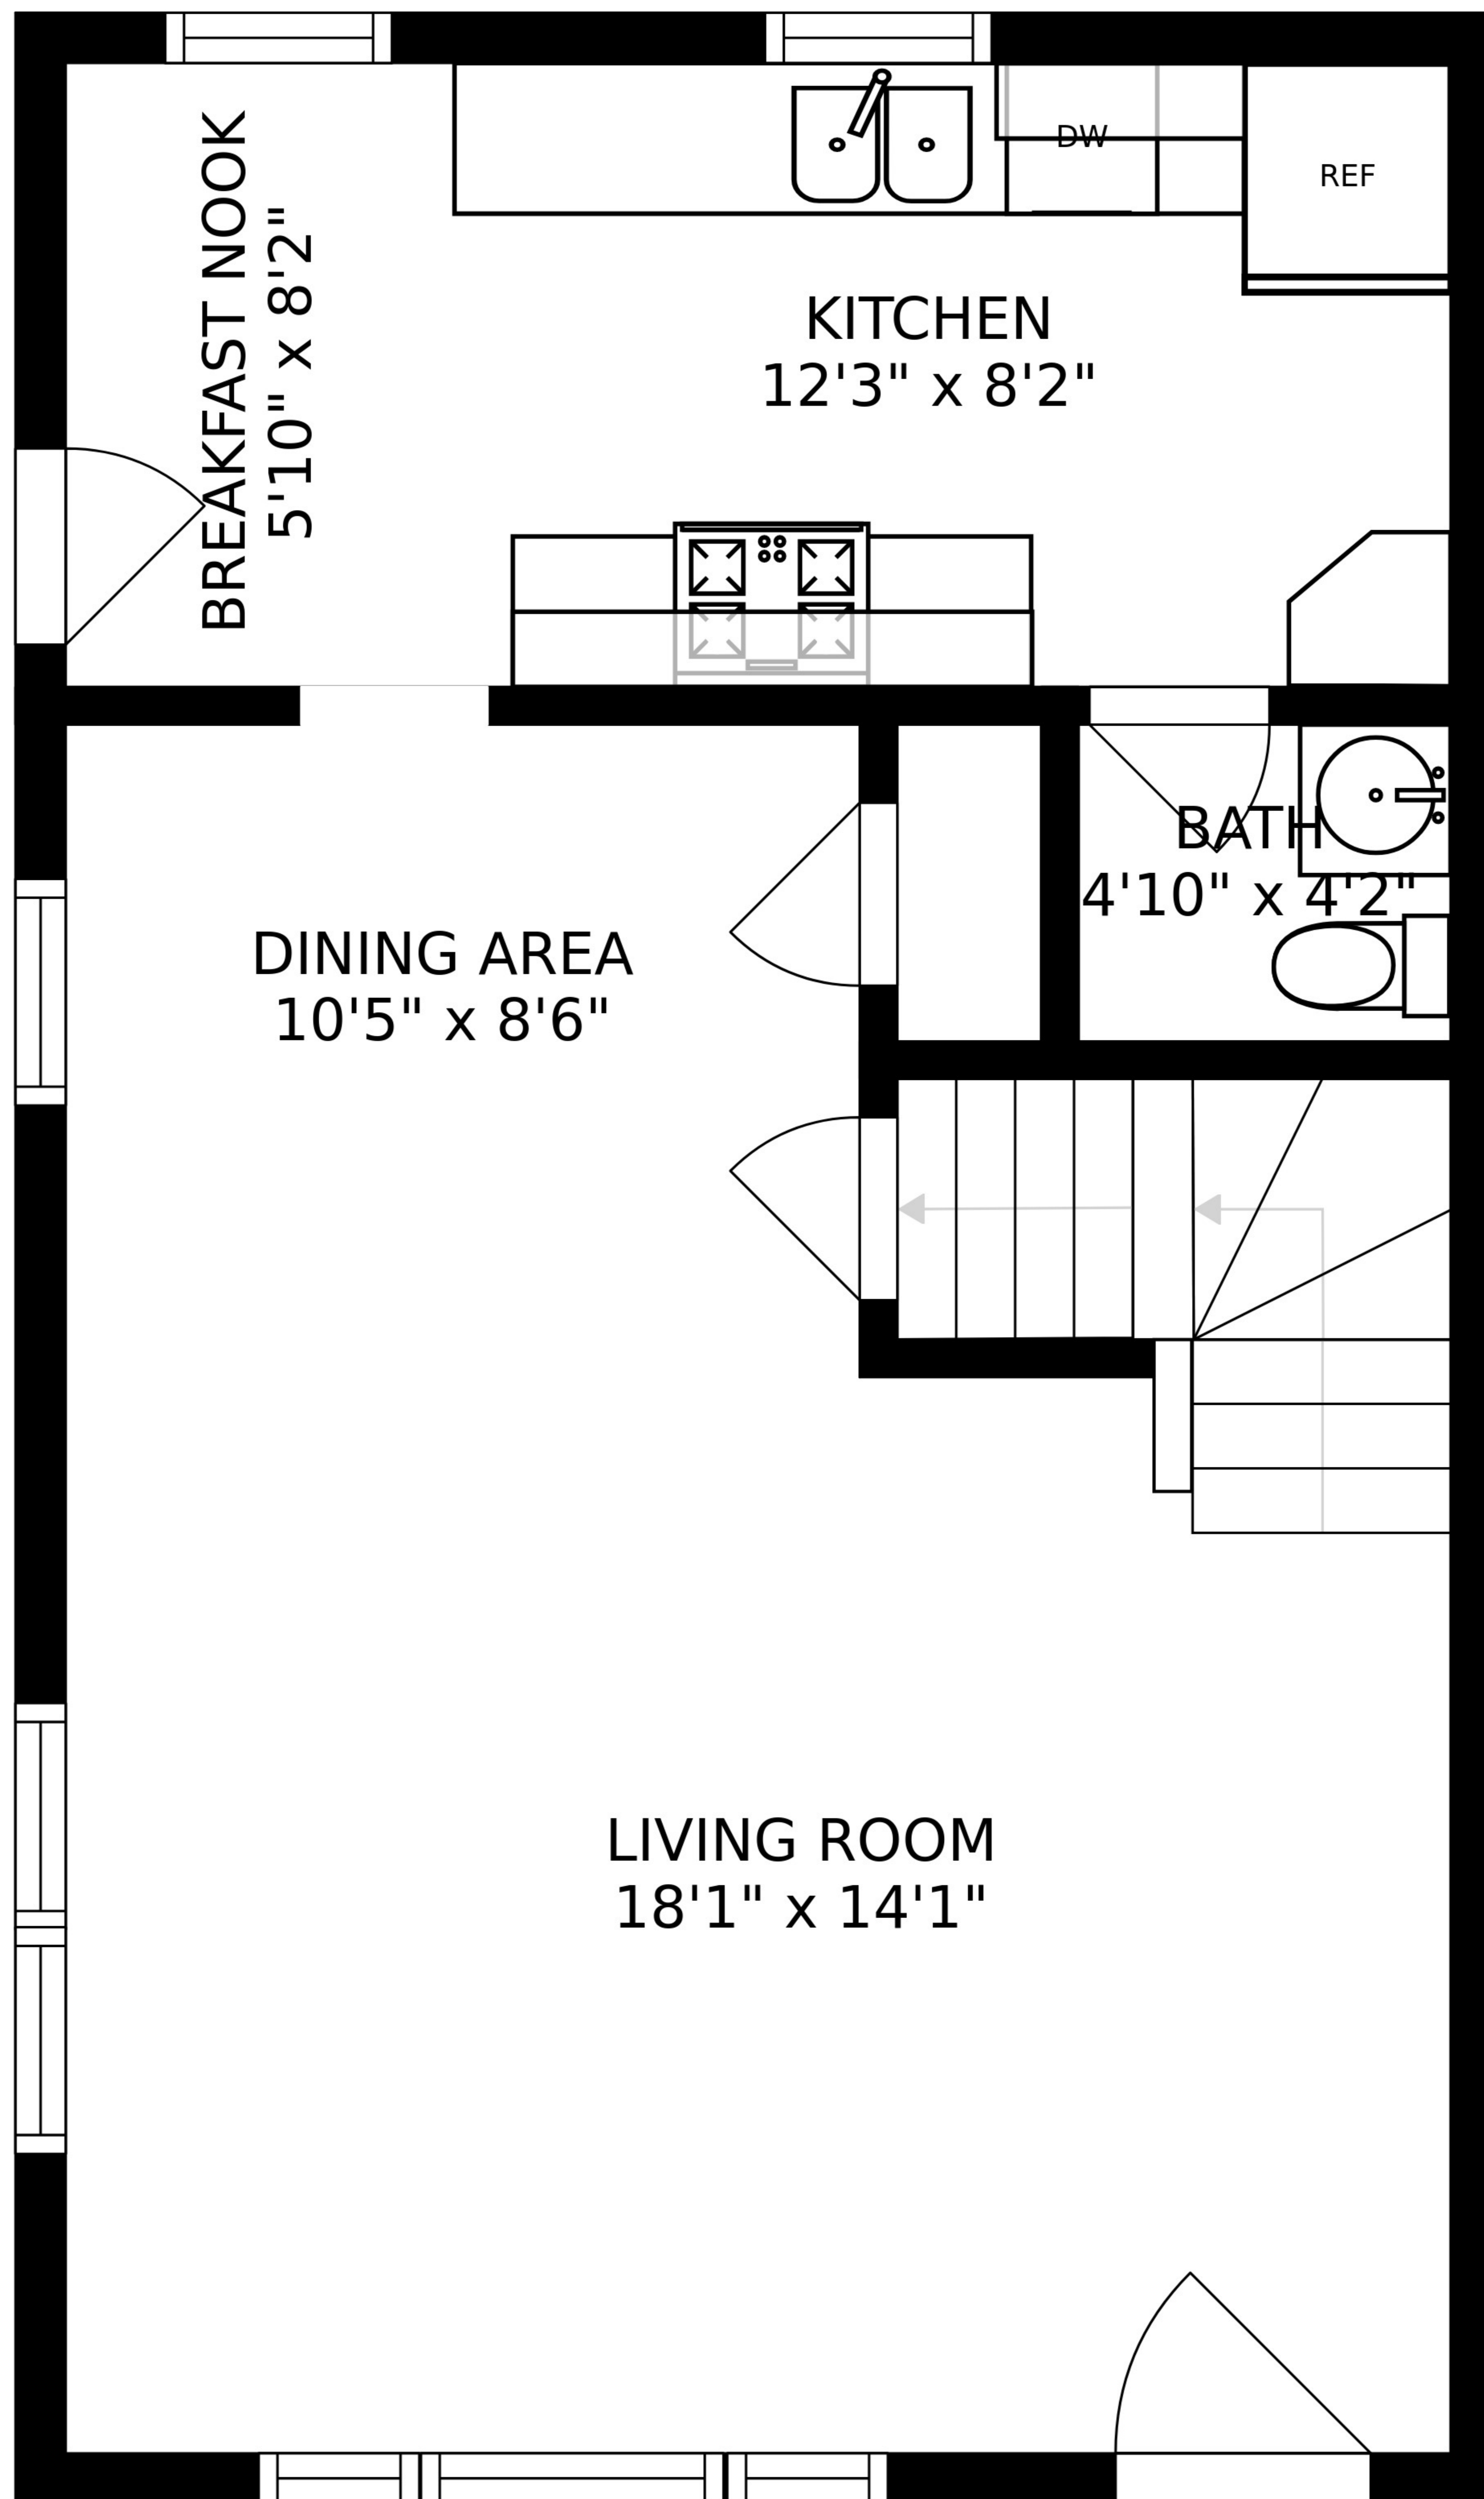 BREAKFAST NOOK
5'10" x 8'2"
DW
REF
KITCHEN
12'3" x 8'2"
BATH
4'10" x 4'2"
DINING AREA
10'5" x 8'6"
LIVING ROOM
18'1" x 14'1"